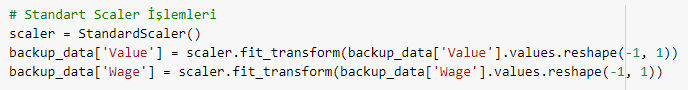 # Standart Scaler İşlemleri
scaler = StandardScaler()
backup_data['Value'] = scaler.fit_transform(backup_data['Value'].values.reshape(-1, 1))
backup_data['Wage'] = scaler.fit_transform(backup_data['Wage'].values.reshape(-1, 1))